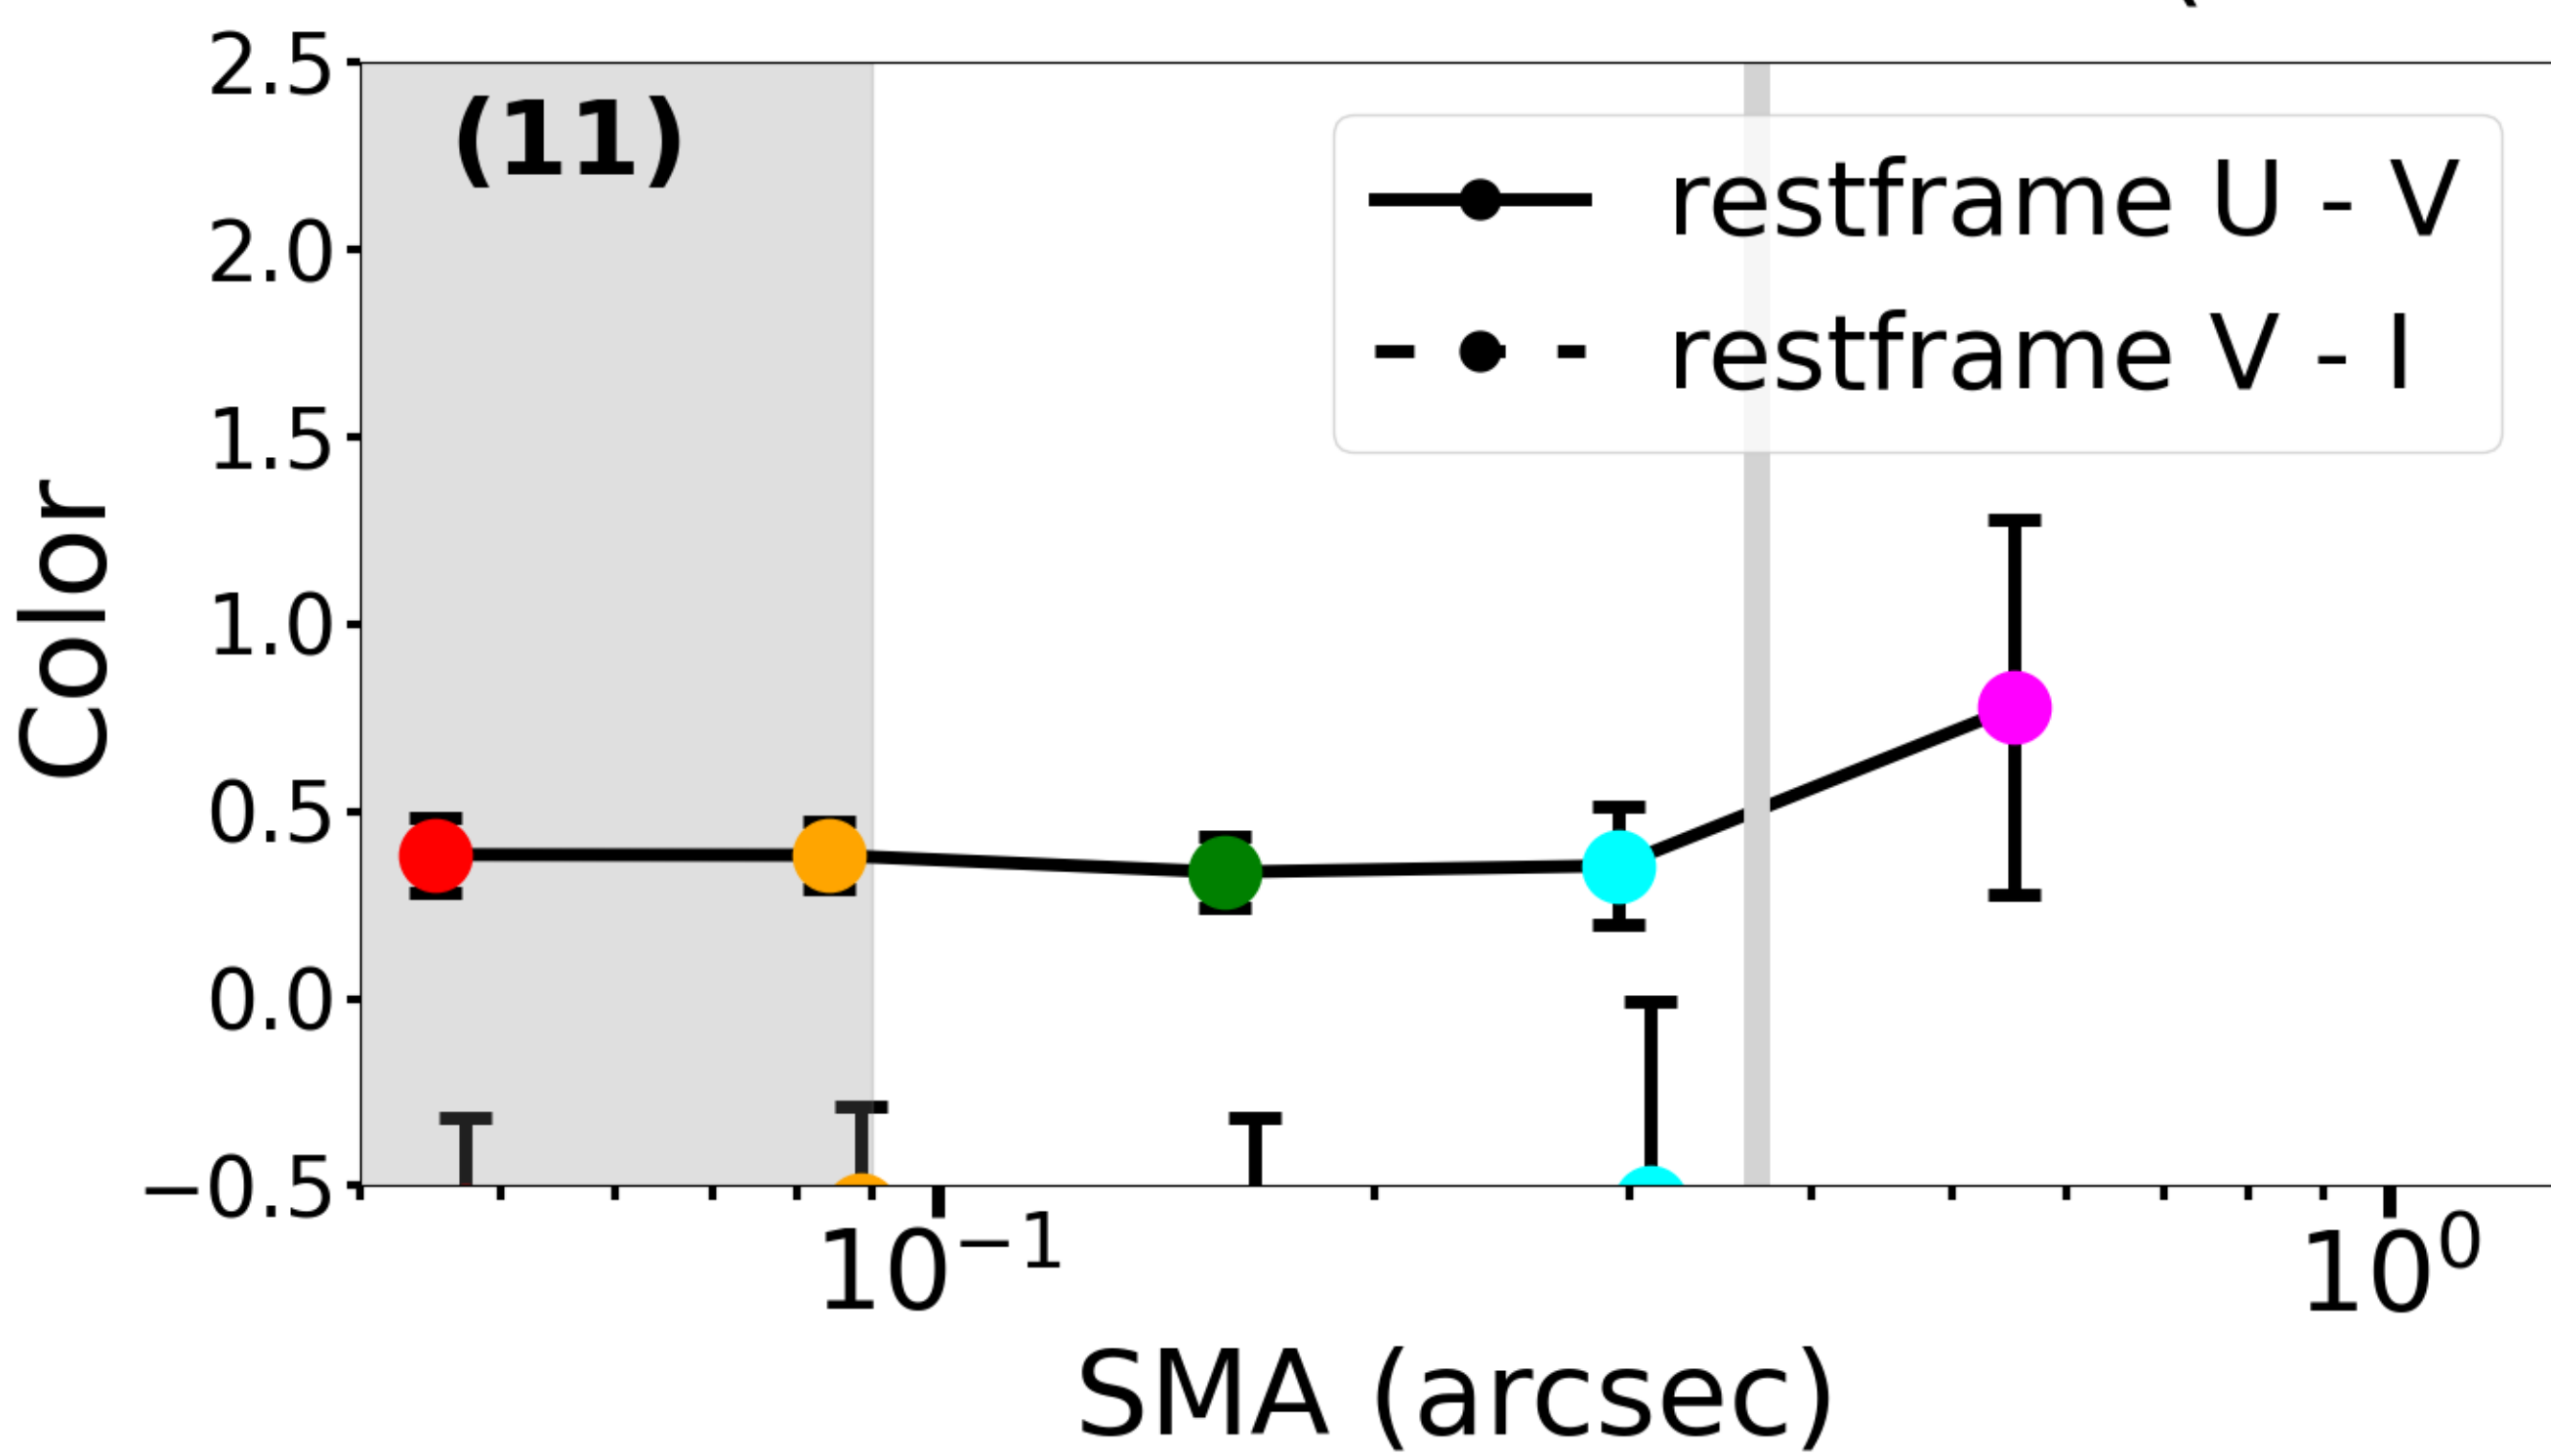 (11)
restframe U - V
restframe V - I
2.5
2.0
1.5
1.0
0.5
0.0
−0.5
Color
10⁻¹
10⁰
SMA (arcsec)